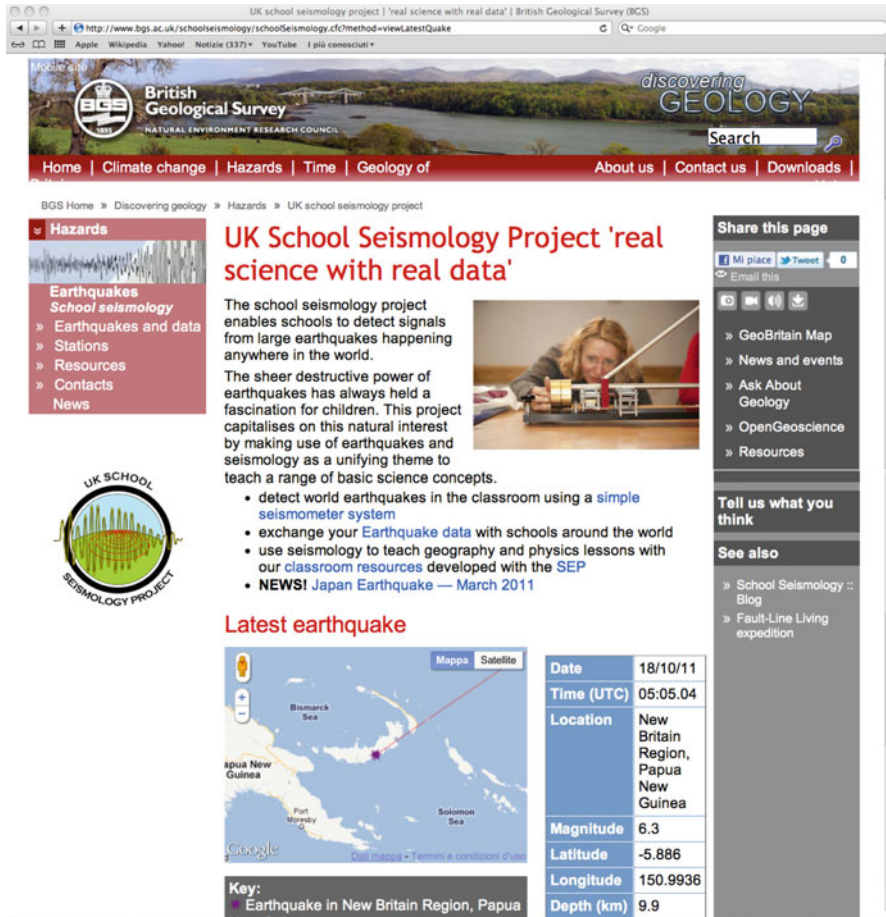 UK school seismology project | 'real science with real data' | British Geological Survey (BGS)
http://www.bgs.ac.uk/schoolseismology/schoolSeismology.cfc?method=viewLatestQuake
Google
Apple Wikipedia Yahoo! Notizie (337) YouTube I più conosciuti
Mobile site
British
Geological Survey
NATURAL ENVIRONMENT RESEARCH COUNCIL
BGS
1835
discovering
GEOLOGY
Search
Home | Climate change | Hazards | Time | Geology of
About us | Contact us | Downloads |
BGS Home » Discovering geology » Hazards » UK school seismology project
Hazards
Earthquakes
School seismology
» Earthquakes and data
» Stations
» Resources
» Contacts
News
UK SCHOOL
SEISMOLOGY PROJECT
UK School Seismology Project 'real
science with real data'
The school seismology project
enables schools to detect signals
from large earthquakes happening
anywhere in the world.
The sheer destructive power of
earthquakes has always held a
fascination for children. This project
capitalises on this natural interest
by making use of earthquakes and
seismology as a unifying theme to
teach a range of basic science concepts.
• detect world earthquakes in the classroom using a simple
seismometer system
• exchange your Earthquake data with schools around the world
• use seismology to teach geography and physics lessons with
our classroom resources developed with the SEP
• NEWS! Japan Earthquake — March 2011
Latest earthquake
Mappa Satellite
Bismarck
Sea
apua New
Guinea
Port
Moresby
Solomon
Sea
Google
Dati mappa - Termini e condizioni d'uso
Key:
Earthquake in New Britain Region, Papua
Date 18/10/11
Time (UTC) 05:05.04
Location New
Britain
Region,
Papua
New
Guinea
Magnitude 6.3
Latitude -5.886
Longitude 150.9936
Depth (km) 9.9
Share this page
Mi piace Tweet 0
Email this
» GeoBritain Map
» News and events
» Ask About
Geology
» OpenGeoscience
» Resources
Tell us what you
think
See also
» School Seismology ::
Blog
» Fault-Line Living
expedition